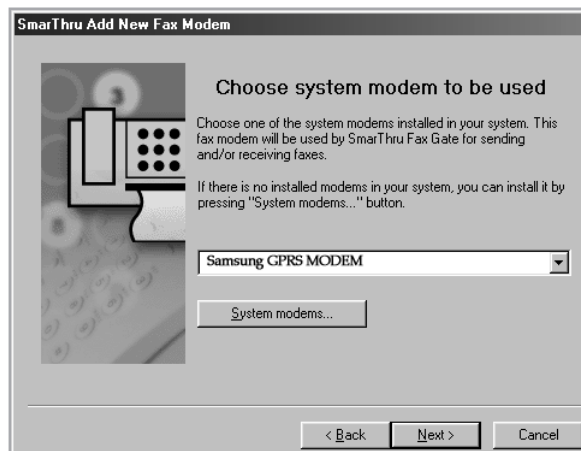 SmarThru Add New Fax Modem
Choose system modem to be used
Choose one of the system modems installed in your system. This
fax modem will be used by SmarThru Fax Gate for sending
and/or receiving faxes.
If there is no installed modems in your system, you can install it by
pressing "System modems..." button.
Samsung GPRS MODEM
System modems...
< Back
Next >
Cancel